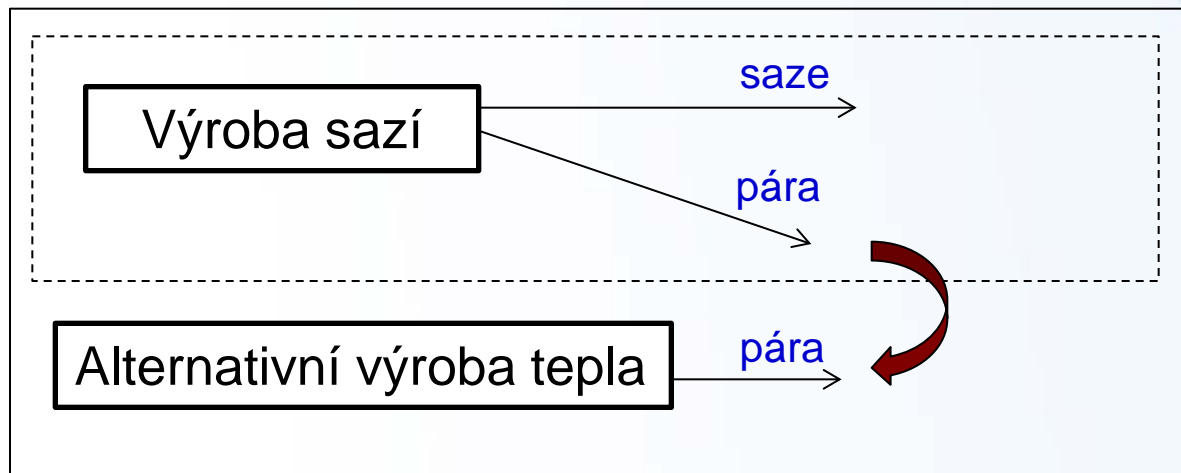 saze
Výroba sazí
pára
Alternativní výroba tepla
pára